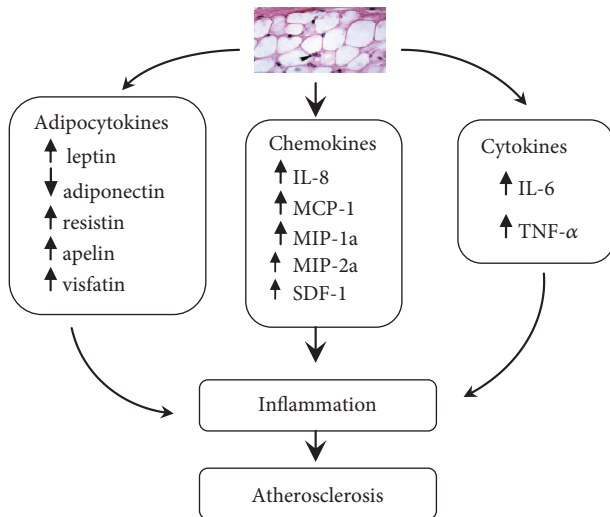 Adipocytokines
leptin
adiponectin
resistin
apelin
visfatin
Chemokines
IL-8
MCP-1
MIP-1a
MIP-2a
SDF-1
Cytokines
IL-6
TNF-α
Inflammation
Atherosclerosis